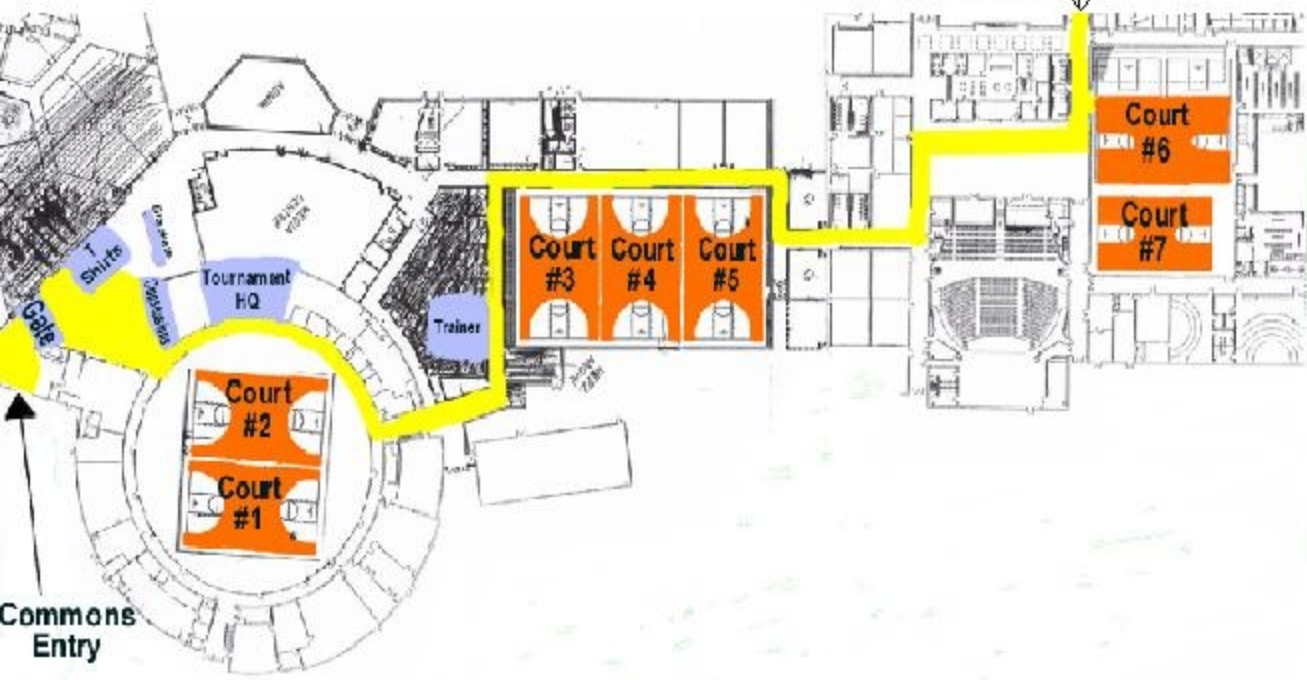 Court
#6
Court
#7
T
Shirts
Tournament
HQ
Gate
Trainer
Court
#3
Court
#4
Court
#5
Court
#2
Court
#1
Commons
Entry